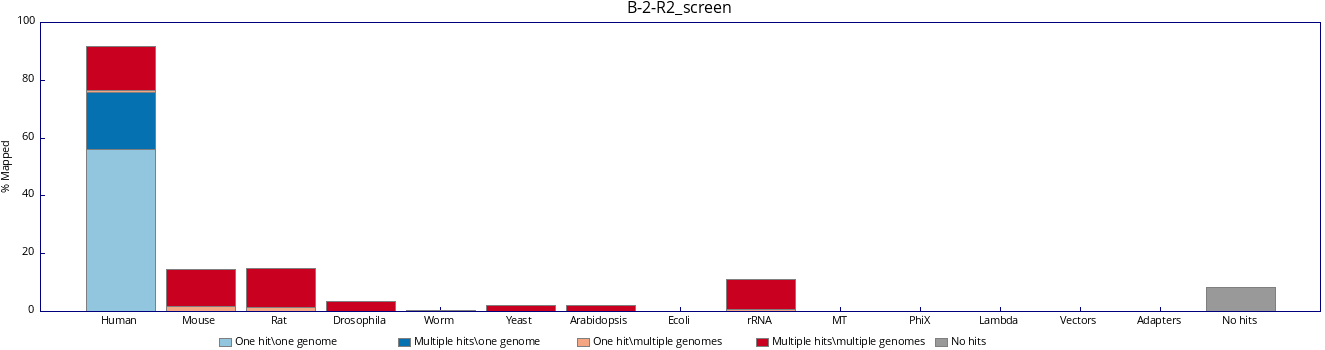 B-2-R2_screen
% Mapped
100
80
60
40
20
0
Human Mouse Rat Drosophila Worm Yeast Arabidopsis Ecoli rRNA MT PhiX Lambda Vectors Adapters No hits
One hit\one genome Multiple hits\one genome One hit\multiple genomes Multiple hits\multiple genomes No hits